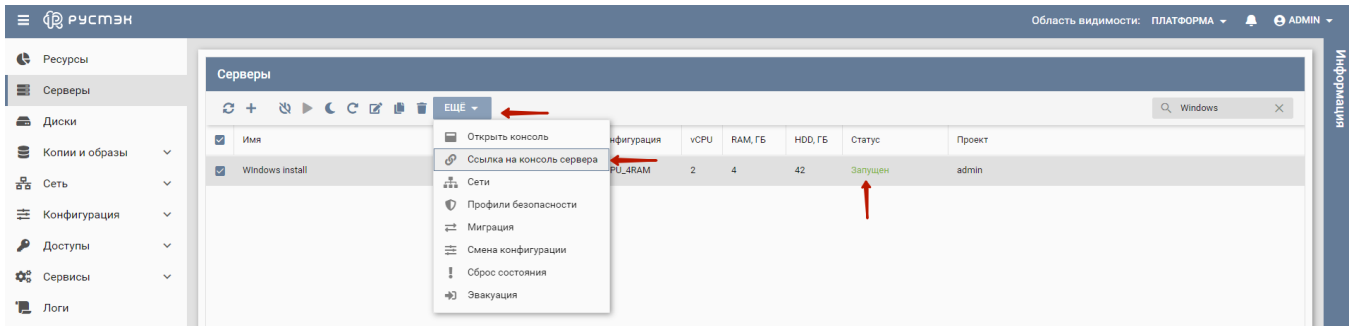 РУСТЭК
Область видимости: ПЛАТФОРМА
ADMIN
Ресурсы
Серверы
Диски
Копии и образы
Сеть
Конфигурация
Доступы
Сервисы
Логи
Серверы
ЕЩЁ
Windows
Имя
нфигурация
vCPU
RAM, ГБ
HDD, ГБ
Статус
Проект
WIndows install
PU_4RAM
2
4
42
Запущен
admin
Открыть консоль
Ссылка на консоль сервера
Сети
Профили безопасности
Миграция
Смена конфигурации
Сброс состояния
Эвакуация
Информация